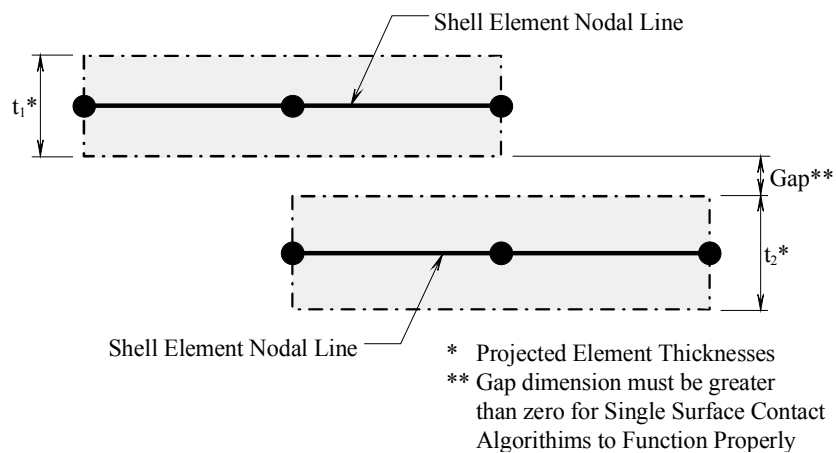 Shell Element Nodal Line
t₁*
Gap**
t₂*
Shell Element Nodal Line
* Projected Element Thicknesses
** Gap dimension must be greater
than zero for Single Surface Contact
Algorithims to Function Properly